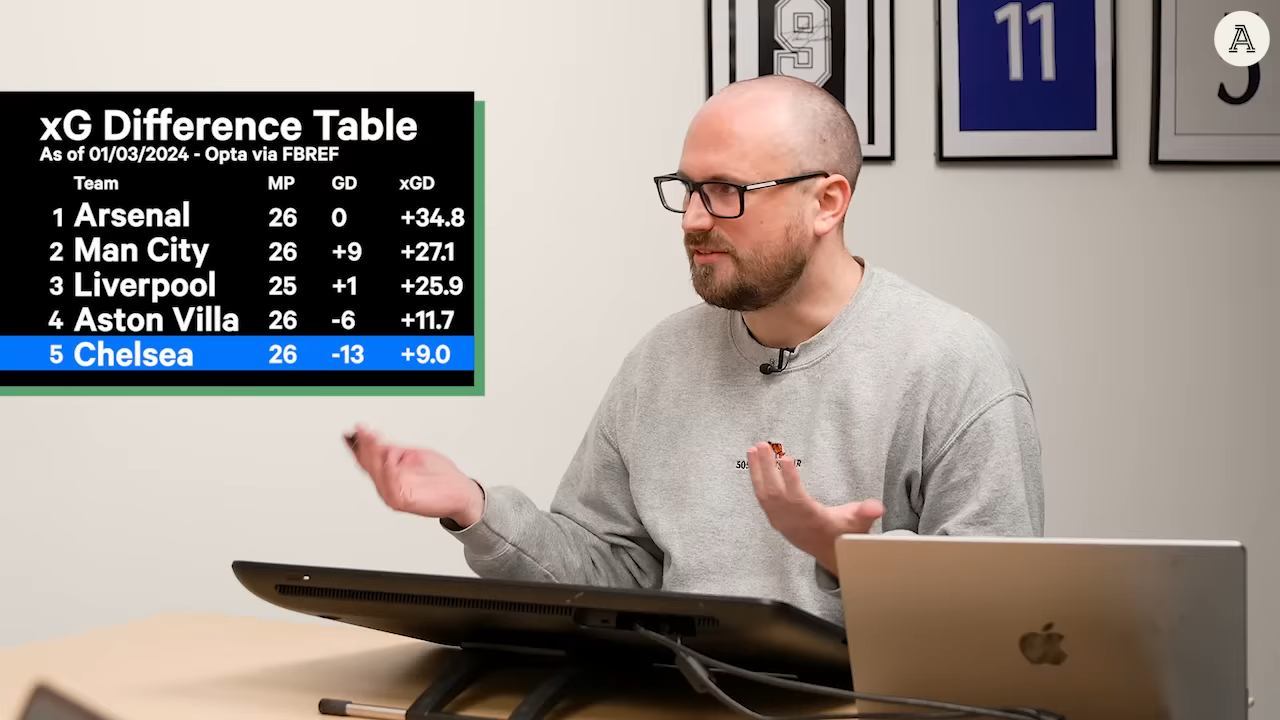 xG Difference Table
As of 01/03/2024 - Opta via FBREF
Team MP GD xGD
1 Arsenal 26 0 +34.8
2 Man City 26 +9 +27.1
3 Liverpool 25 +1 +25.9
4 Aston Villa 26 -6 +11.7
5 Chelsea 26 -13 +9.0
9
11
A